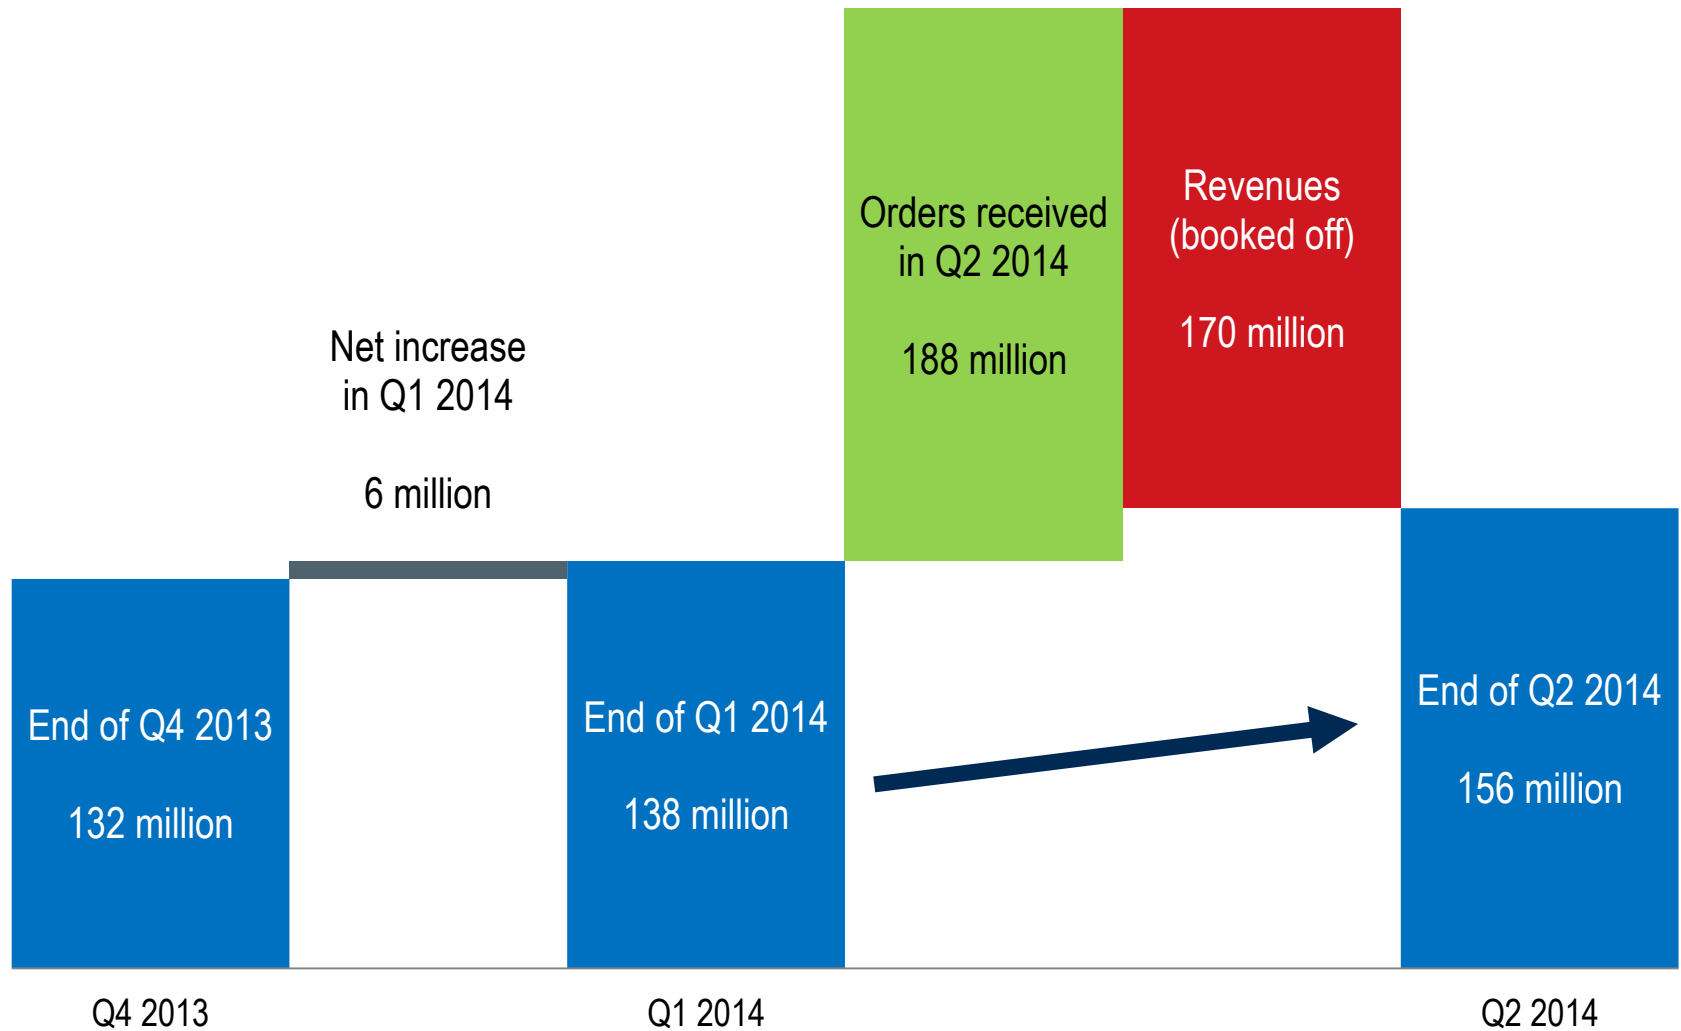 Orders received
in Q2 2014
188 million
Revenues
(booked off)
170 million
Net increase
in Q1 2014
6 million
End of Q4 2013
132 million
End of Q1 2014
138 million
End of Q2 2014
156 million
Q4 2013
Q1 2014
Q2 2014